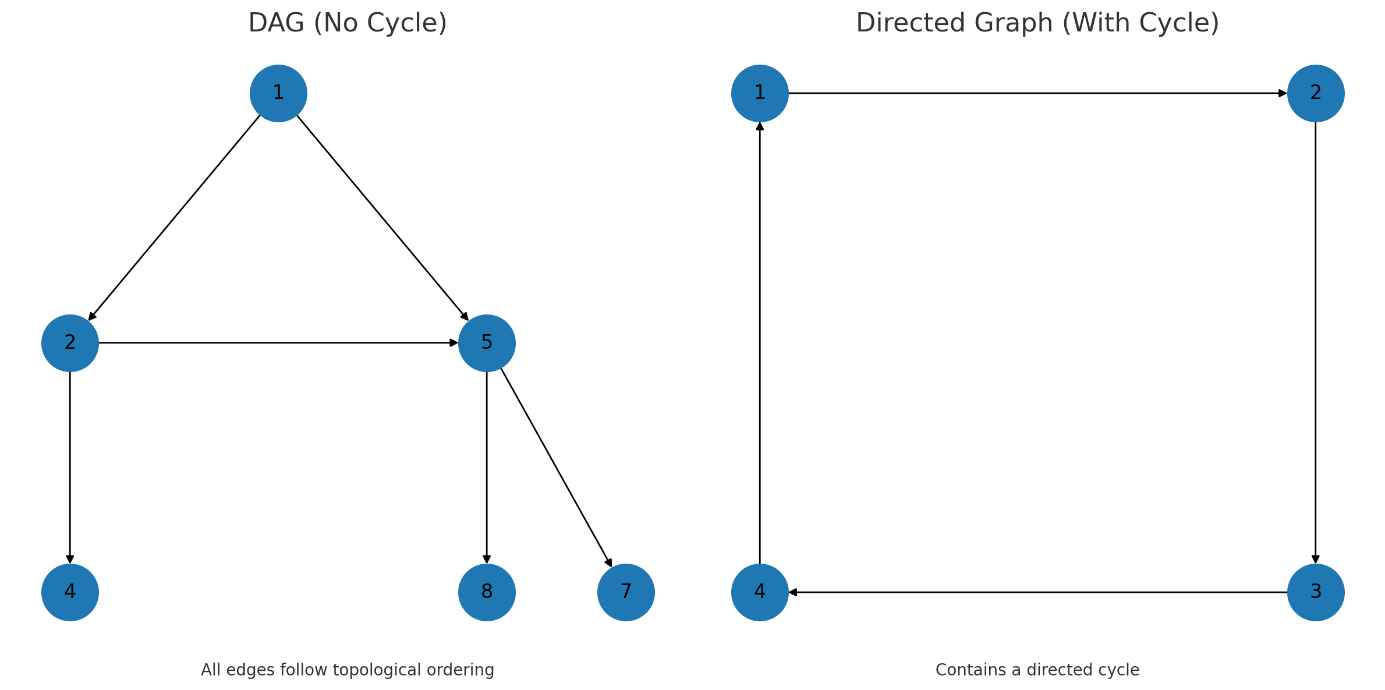 DAG (No Cycle)
1
2
5
4
8
7
All edges follow topological ordering
Directed Graph (With Cycle)
1
2
4
3
Contains a directed cycle